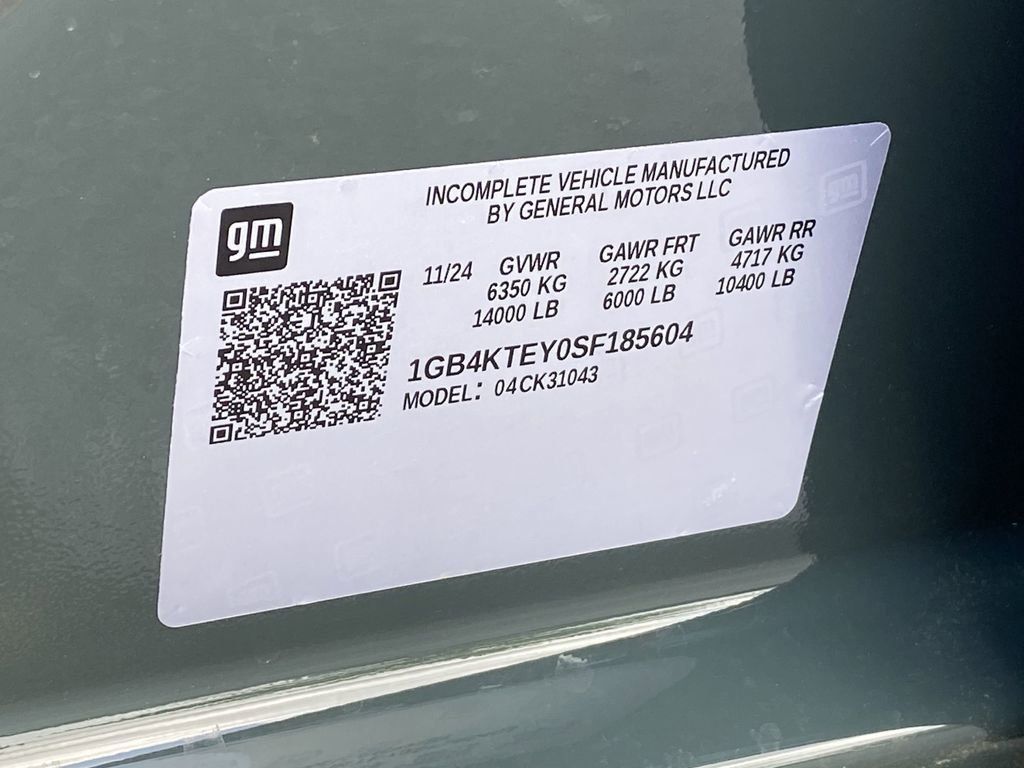 INCOMPLETE VEHICLE MANUFACTURED
BY GENERAL MOTORS LLC
gm
11/24 GVWR GAWR FRT GAWR RR
6350 KG 2722 KG 4717 KG
14000 LB 6000 LB 10400 LB
1GB4KTEY0SF185604
MODEL: 04CK31043